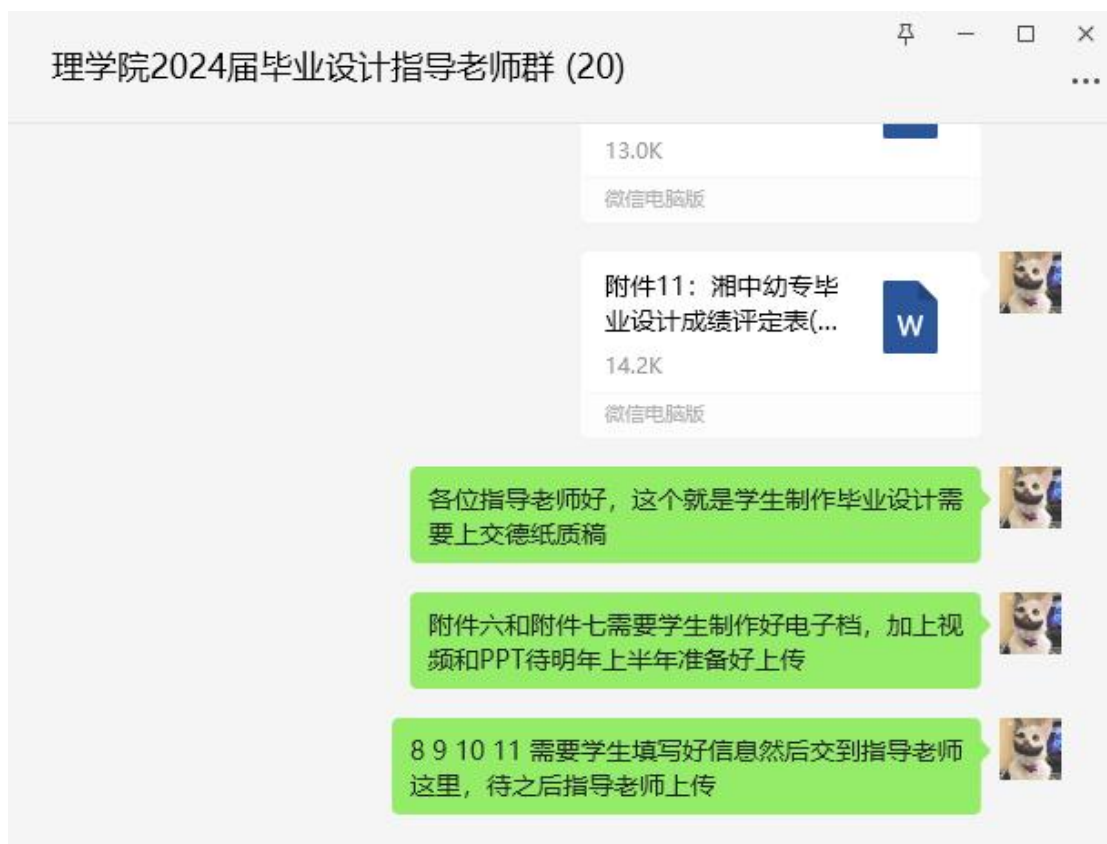 理学院2024届毕业设计指导老师群 (20)
13.0K
微信电脑版
附件11：湘中幼专毕
业设计成绩评定表(...
W
14.2K
微信电脑版
各位指导老师好，这个就是学生制作毕业设计需
要上交德纸质稿
附件六和附件七需要学生制作好电子档，加上视
频和PPT待明年上半年准备好上传
8 9 10 11 需要学生填写好信息然后交到指导老师
这里，待之后指导老师上传